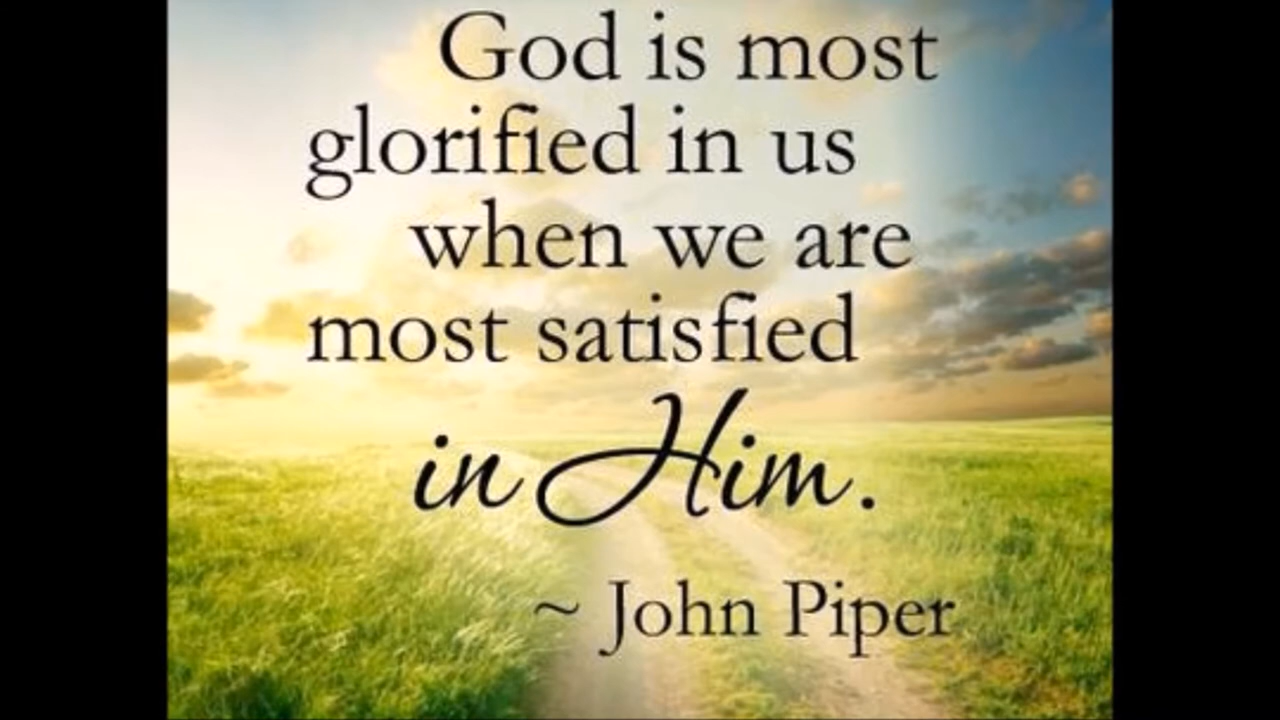 God is most
glorified in us
when we are
most satisfied
in Him.
~ John Piper